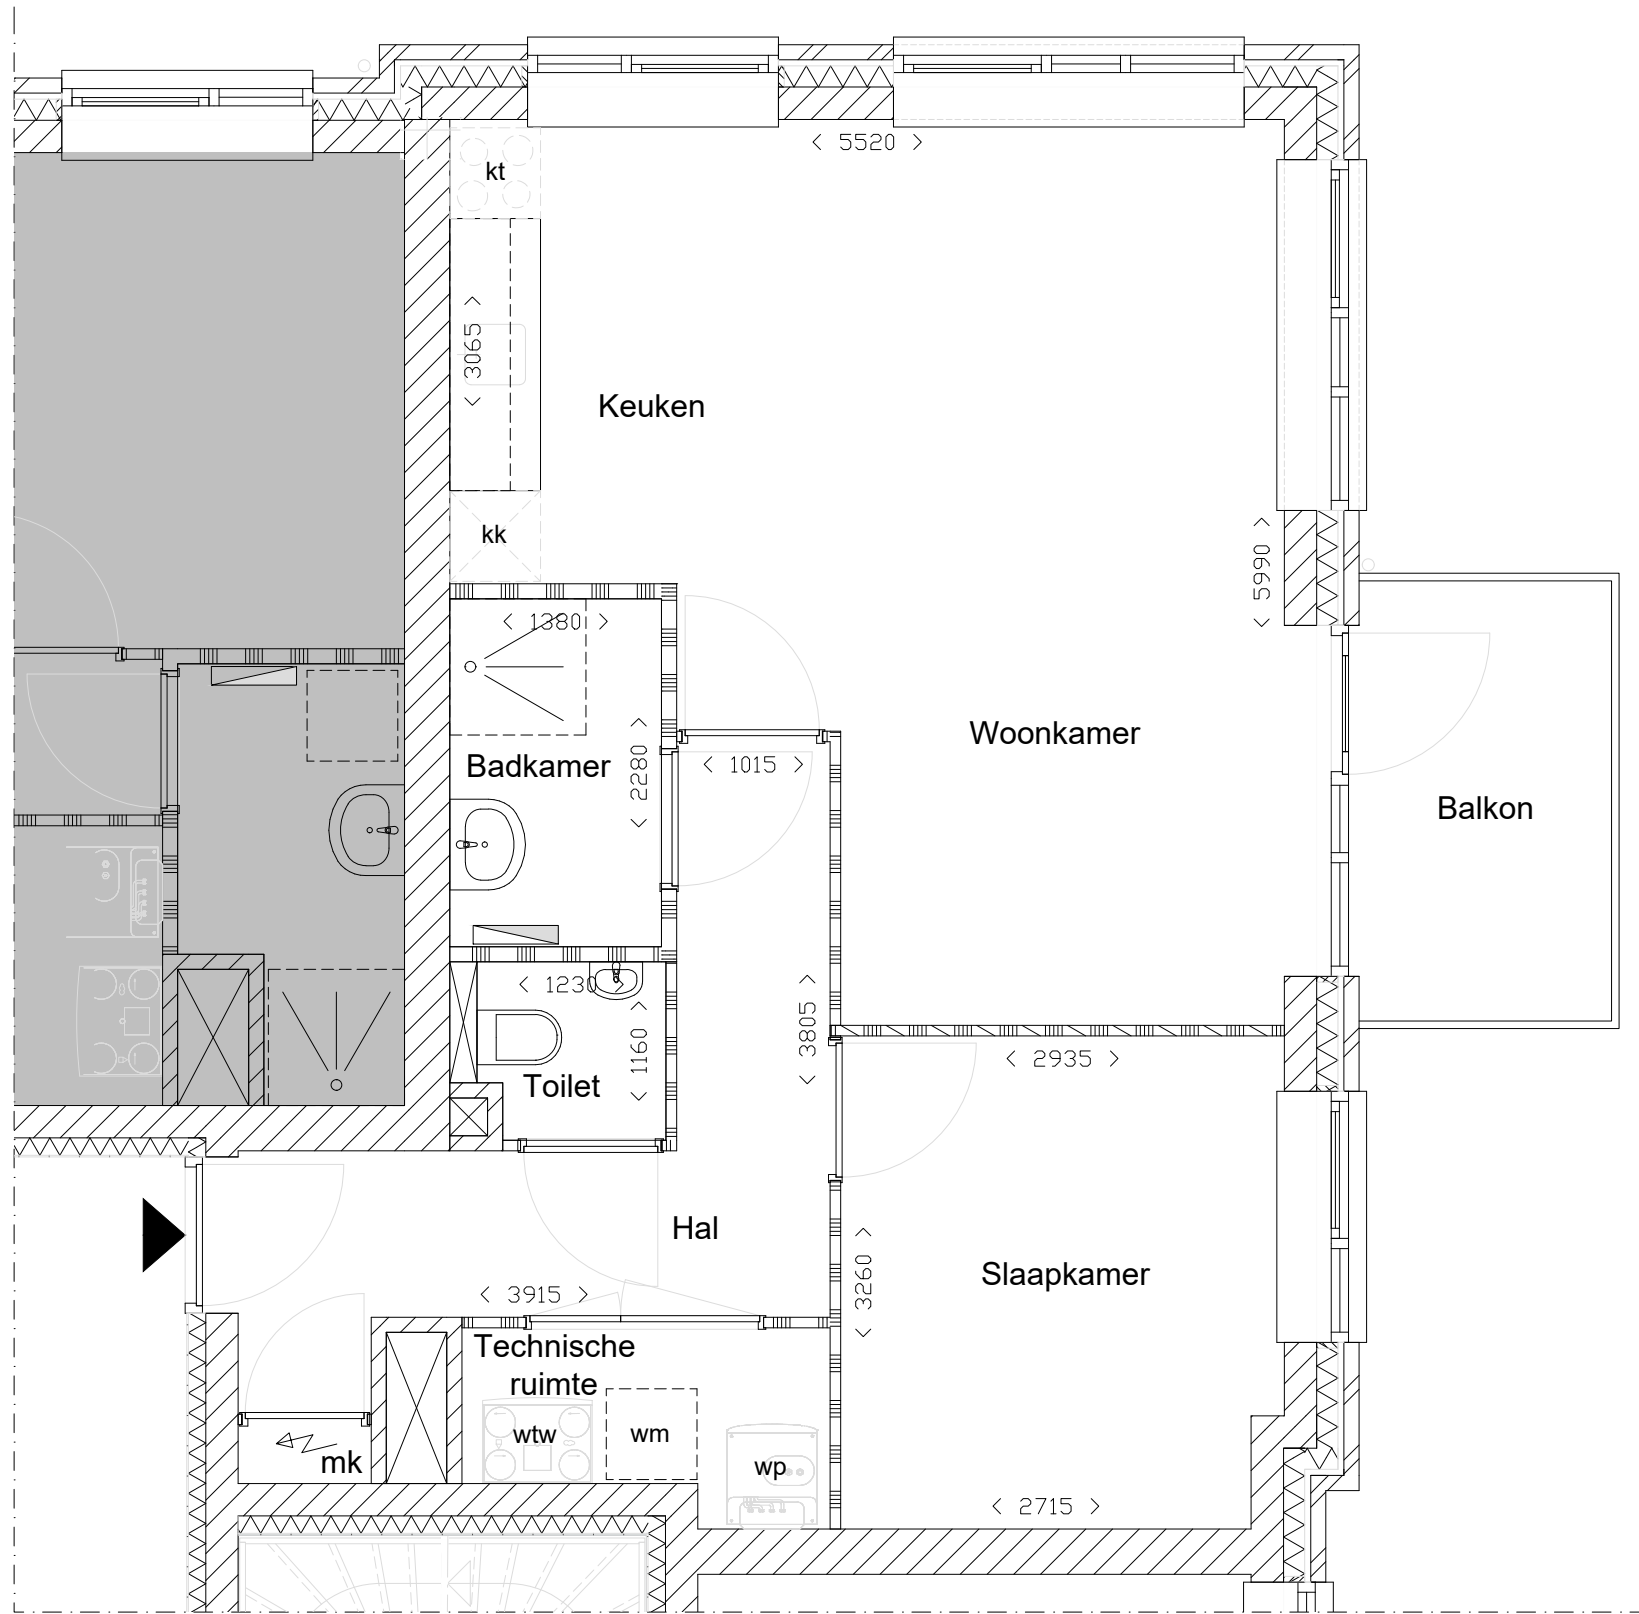 < 5520 >
kt
< 3065 >
Keuken
kk
< 5990 >
< 1380 >
Woonkamer
Badkamer
< 2280 >
< 1015 >
Balkon
< 1230 >
< 1160 >
< 3805 >
< 2935 >
Toilet
Hal
< 3915 >
< 3260 >
Slaapkamer
Technische
ruimte
wtw
wm
mk
wp
< 2715 >